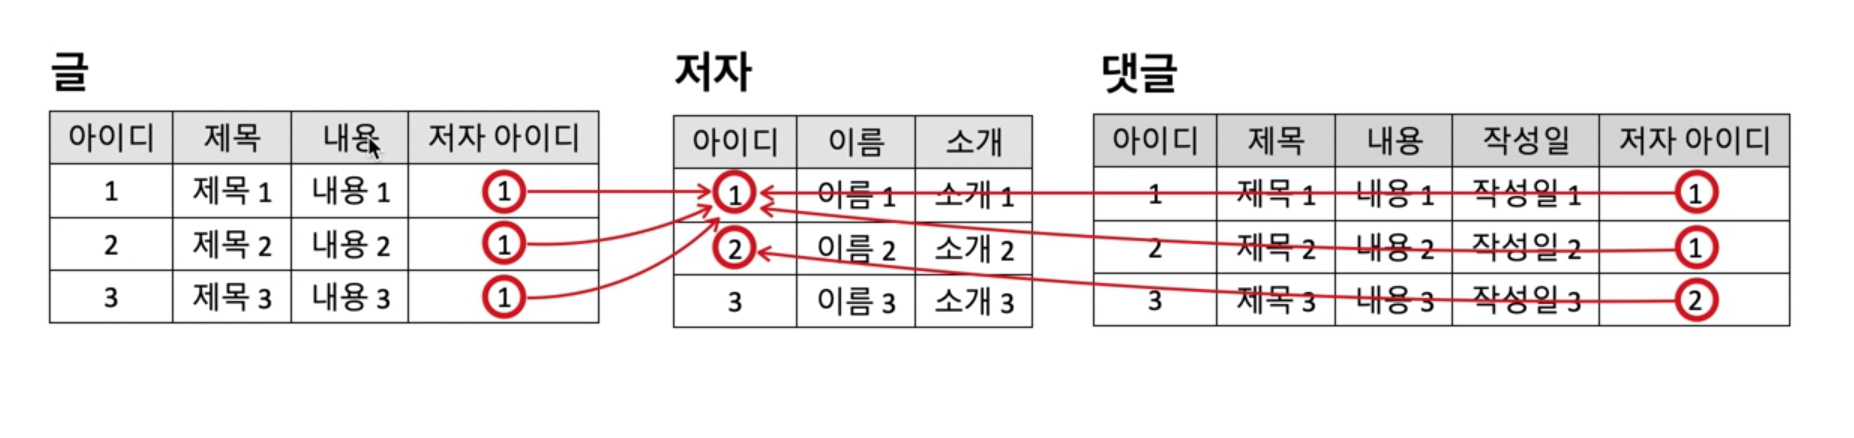 글
아이디 제목 내용 저자 아이디
1 제목 1 내용 1 1
2 제목 2 내용 2 1
3 제목 3 내용 3 1
저자
아이디 이름 소개
1 이름 1 소개 1
2 이름 2 소개 2
3 이름 3 소개 3
댓글
아이디 제목 내용 작성일 저자 아이디
1 제목 1 내용 1 작성일 1 1
2 제목 2 내용 2 작성일 2 1
3 제목 3 내용 3 작성일 3 2